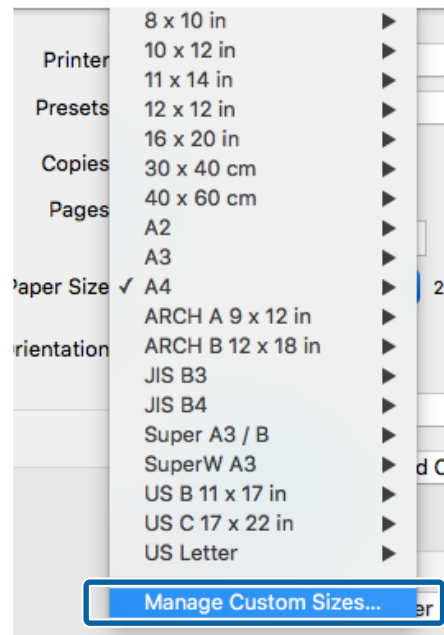 8 x 10 in
Printer
10 x 12 in
11 x 14 in
Presets
12 x 12 in
16 x 20 in
Copies
30 x 40 cm
40 x 60 cm
Pages
A2
A3
Paper Size ✓ A4
2
ARCH A 9 x 12 in
rientation
ARCH B 12 x 18 in
JIS B3
JIS B4
Super A3 / B
SuperW A3
d C
US B 11 x 17 in
US C 17 x 22 in
US Letter
Manage Custom Sizes...
er